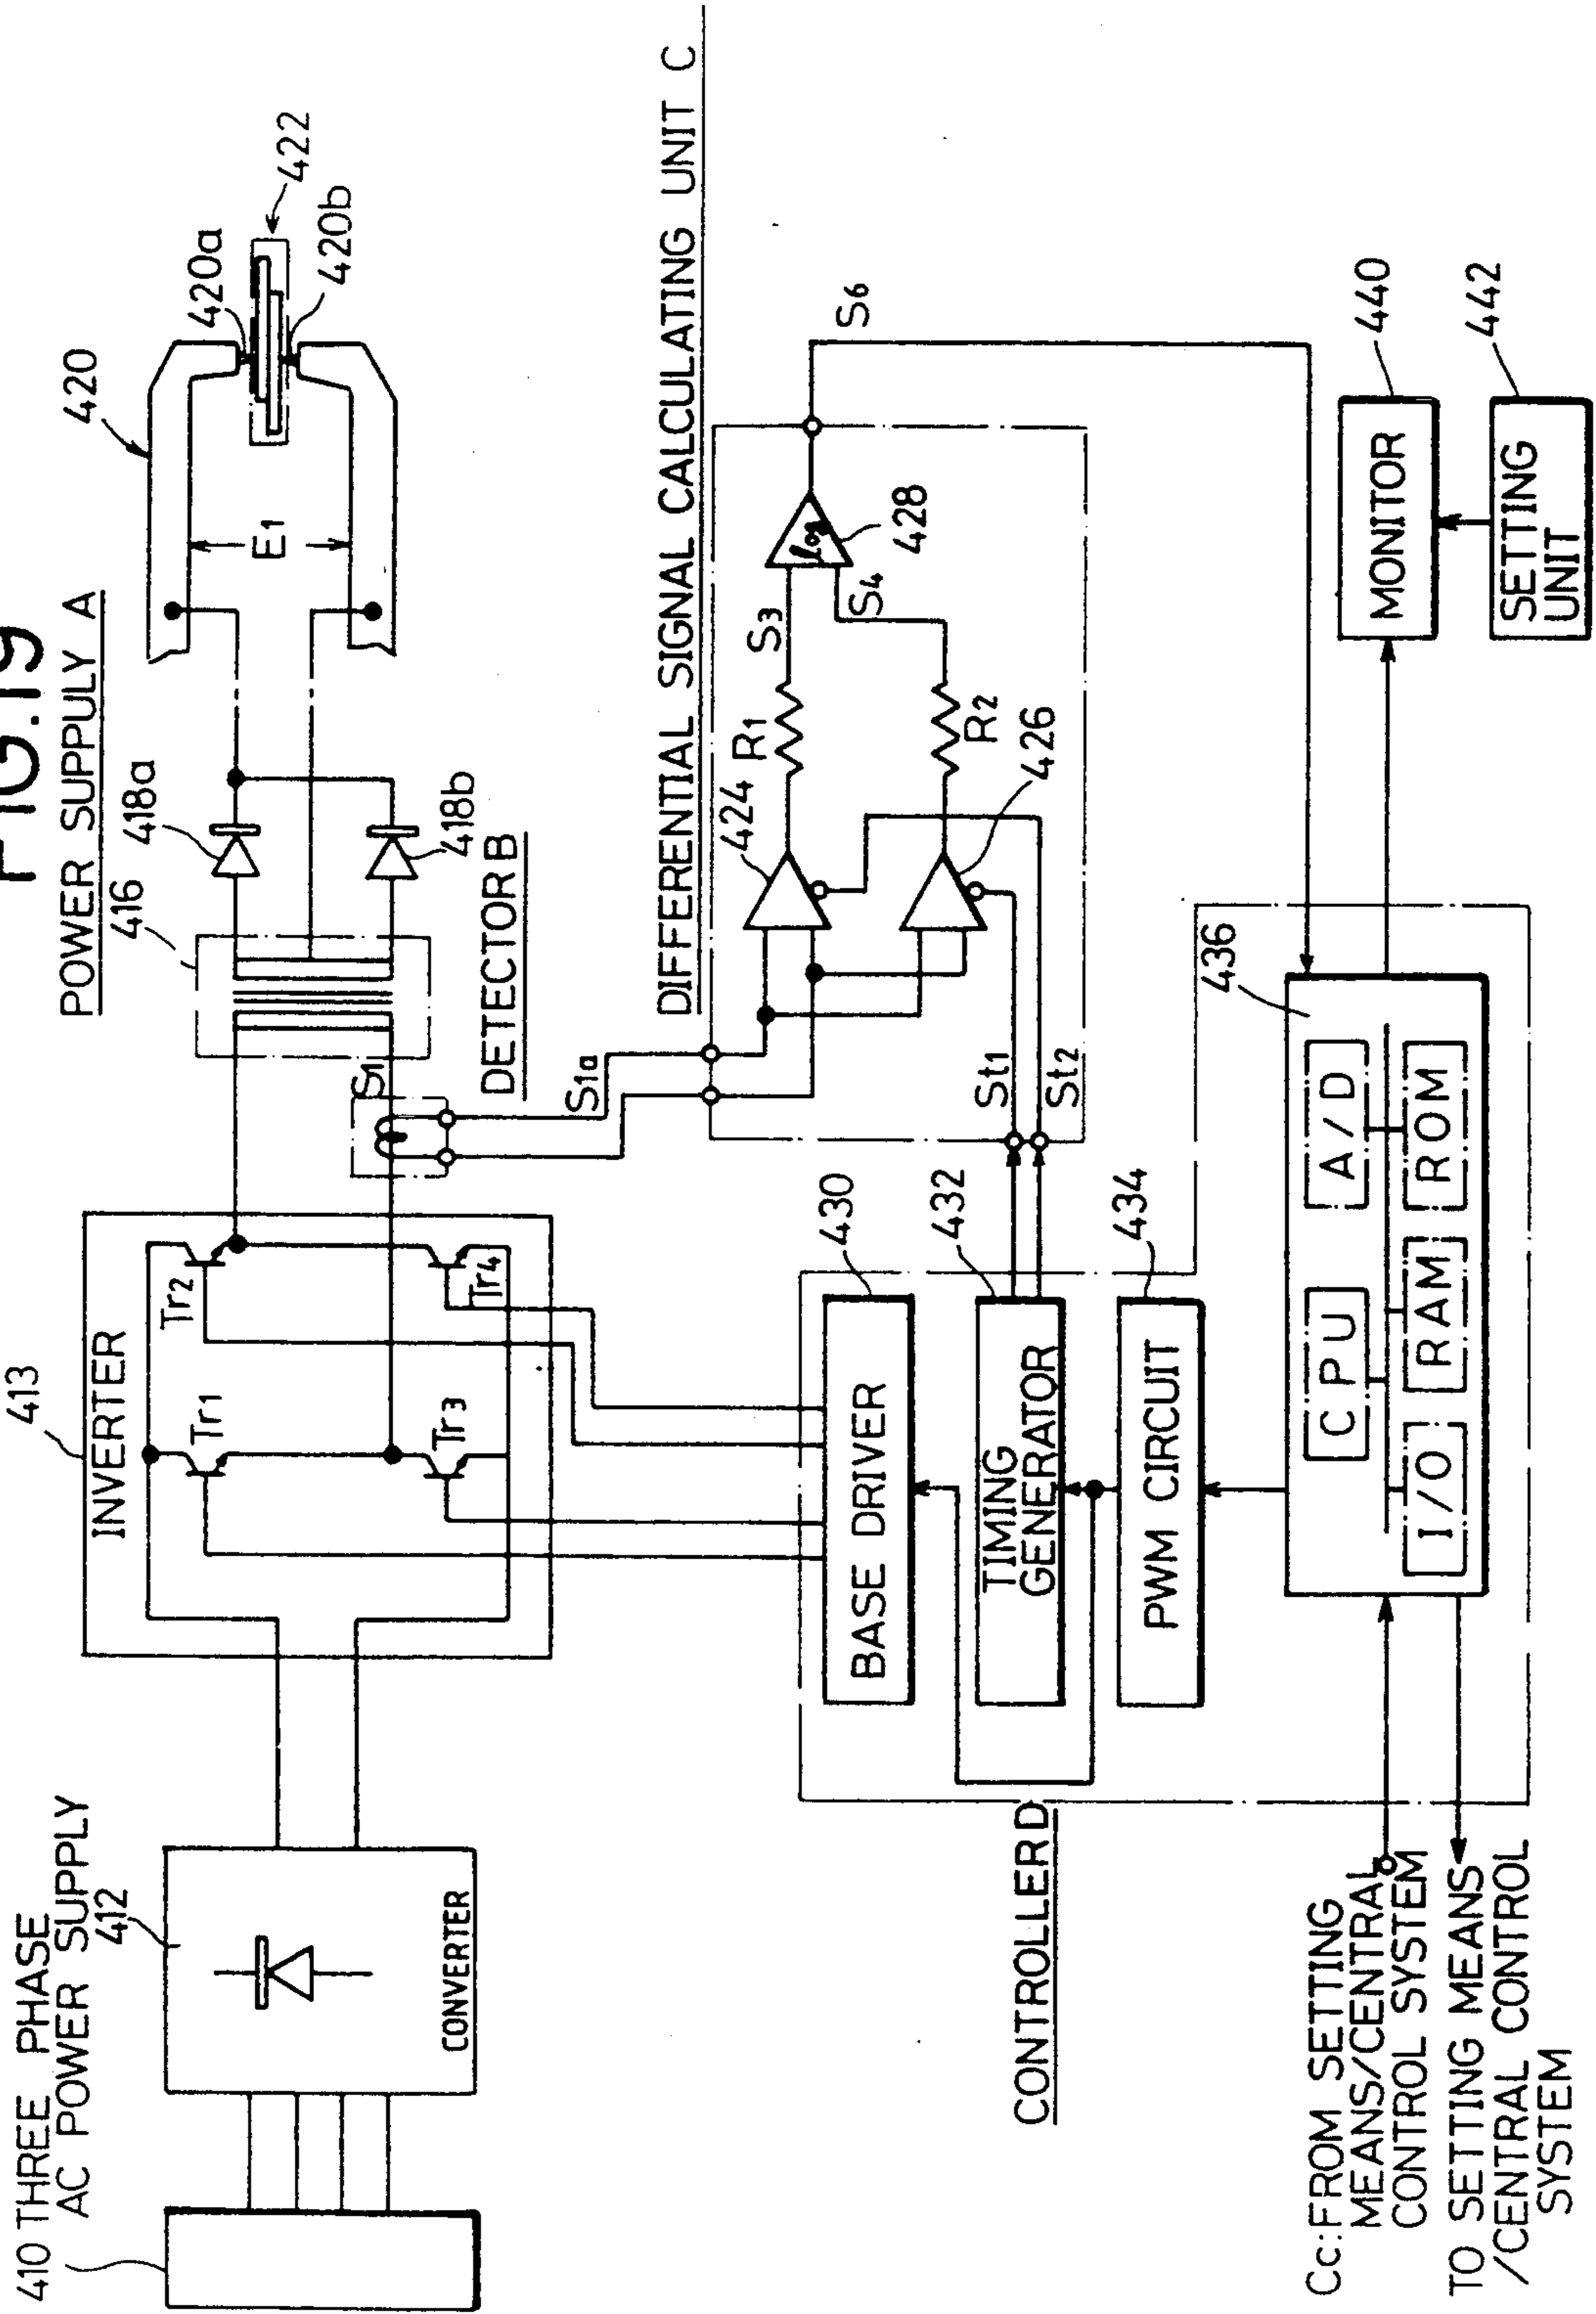 FIG.19
POWER SUPPULY A
410 THREE PHASE
AC POWER SUPPLY
412
CONVERTER
413
INVERTER
Tr1
Tr2
Tr3
Tr4
416
418a
418b
420
420a
420b
422
E1
S1
DETECTOR B
S1a
DIFFERENTIAL SIGNAL CALCULATING UNIT C
424
426
R1
R2
S3
S4
log
428
S6
St1
St2
CONTROLLER D
430
BASE DRIVER
432
TIMING
GENERATOR
434
PWM CIRCUIT
436
CPU
A/D
I/O
RAM
ROM
440
MONITOR
442
SETTING
UNIT
Cc::FROM SETTING
MEANS/CENTRAL
CONTROL SYSTEM
TO SETTING MEANS
/CENTRAL CONTROL
SYSTEM